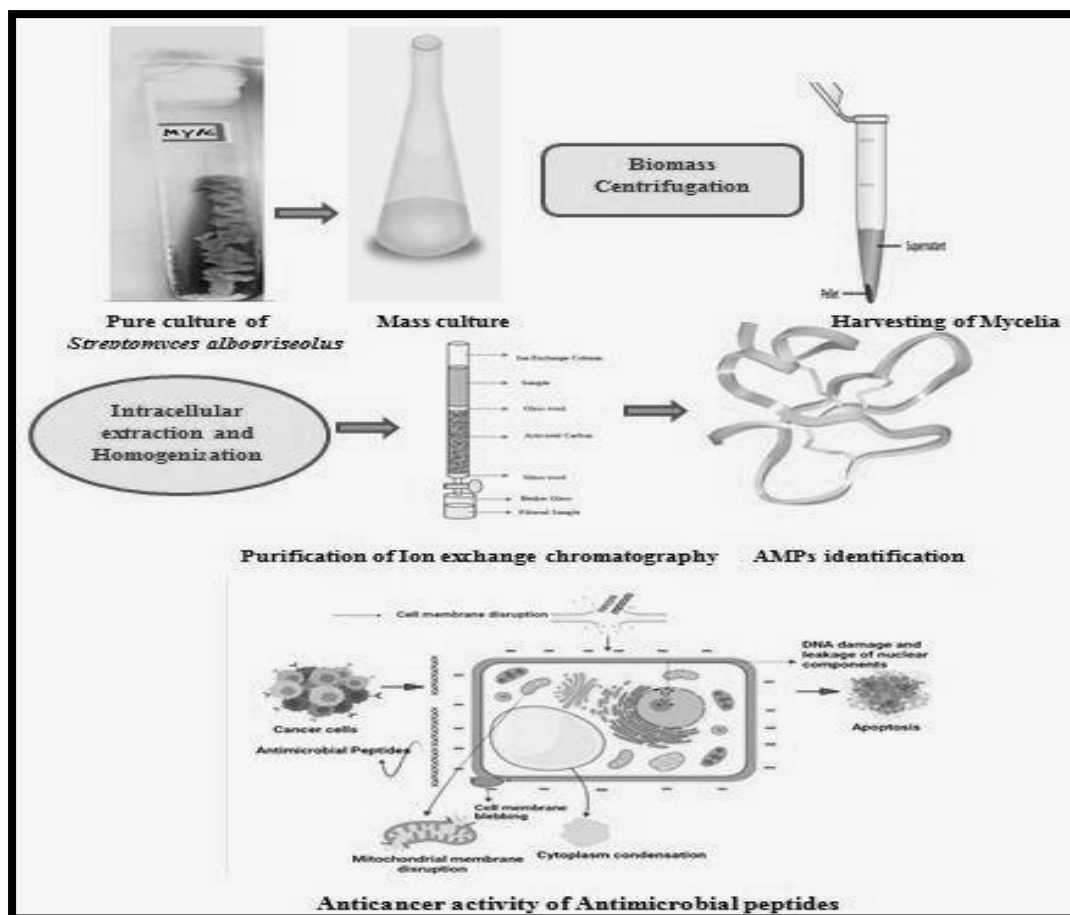 MY/6
Biomass
Centrifugation
Supernatant
Pellet
Pure culture of
Streptomyces albogriseolus
Mass culture
Harvesting of Mycelia
Intracellular
extraction and
Homogenization
Ion Exchange Column
Sample
Glass wool
Activated Carbon
Glass wool
Beaker Glass
Filtered Sample
Purification of Ion exchange chromatography
AMPs identification
Cell membrane disruption
DNA damage and
leakage of nuclear
components
Cancer cells
Antimicrobial Peptides
Apoptosis
Cell membrane
blebbing
Mitochondrial membrane
disruption
Cytoplasm condensation
Anticancer activity of Antimicrobial peptides